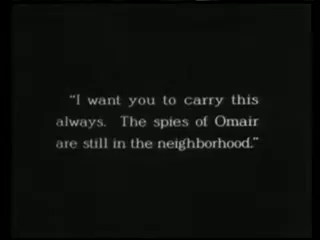 “I want you to carry this
always. The spies of Omair
are still in the neighborhood.”